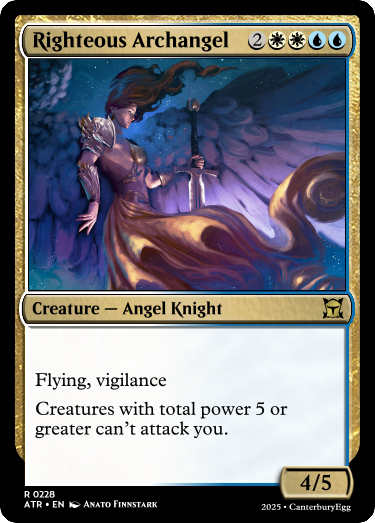 Righteous Archangel 2
Creature — Angel Knight
Flying, vigilance
Creatures with total power 5 or
greater can't attack you.
4/5
R 0228
ATR • EN Anato Finnstark
2025 • CanterburyEgg